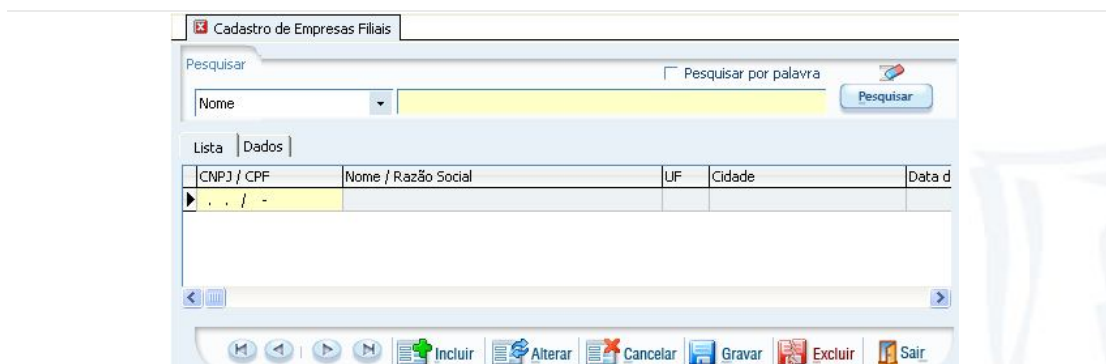 Cadastro de Empresas Filiais
Pesquisar
Pesquisar por palavra
Nome
Pesquisar
Lista Dados
CNPJ / CPF Nome / Razão Social UF Cidade Data d
. . / -
Incluir Alterar Cancelar Gravar Excluir Sair